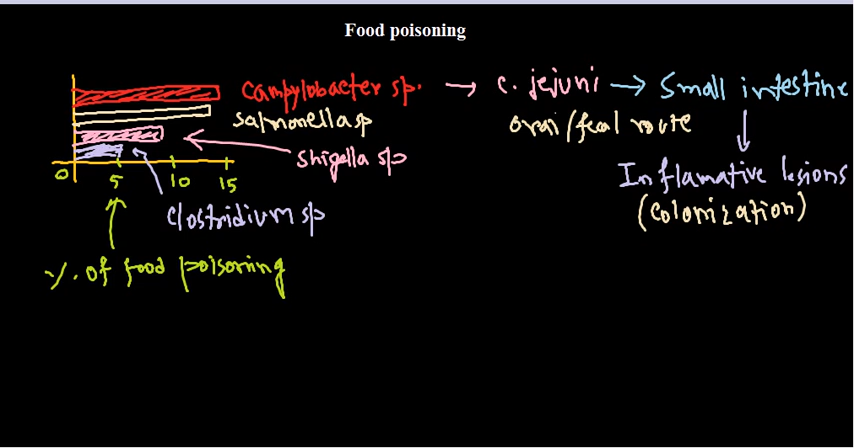 Food poisoning
Campylobacter sp. → C. jejuni → Small intestine
Salmonella sp
oral/fecal route
Shigella sp
Inflamative lesions
0 5 10 15
Clostridium sp
(colonization)
%. of food poisoning